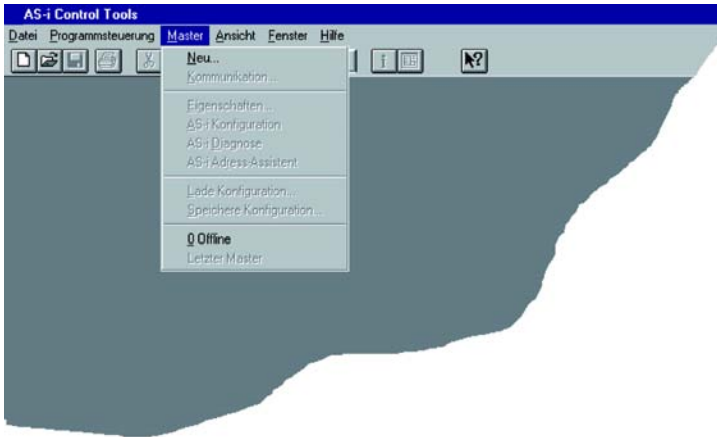 AS-i Control Tools
Datei Programmsteuerung Master Ansicht Fenster Hilfe
Neu...
Kommunikation...
Eigenschaften...
AS-i Konfiguration
AS-i Diagnose
AS-i Adress-Assistent
Lade Konfiguration...
Speichere Konfiguration...
0 Offline
Letzter Master